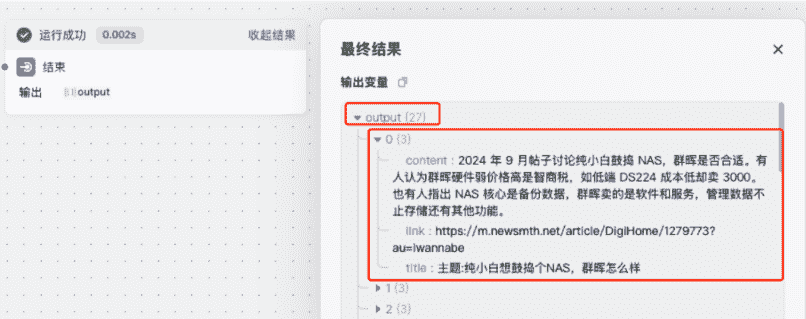 运行成功 0.002s 收起结果
结束
输出 output
最终结果
输出变量
output (27)
0 (3)
content : 2024 年 9 月帖子讨论纯小白鼓捣 NAS，群晖是否合适。有
人认为群晖硬件弱价格高是智商税，如低端 DS224 成本低却卖 3000。
也有人指出 NAS 核心是备份数据，群晖卖的是软件和服务，管理数据不
止存储还有其他功能。
link : https://m.newsmth.net/article/DigiHome/1279773?
au=iwannabe
title : 主题:纯小白想鼓捣个NAS，群晖怎么样
1 (3)
2 (3)